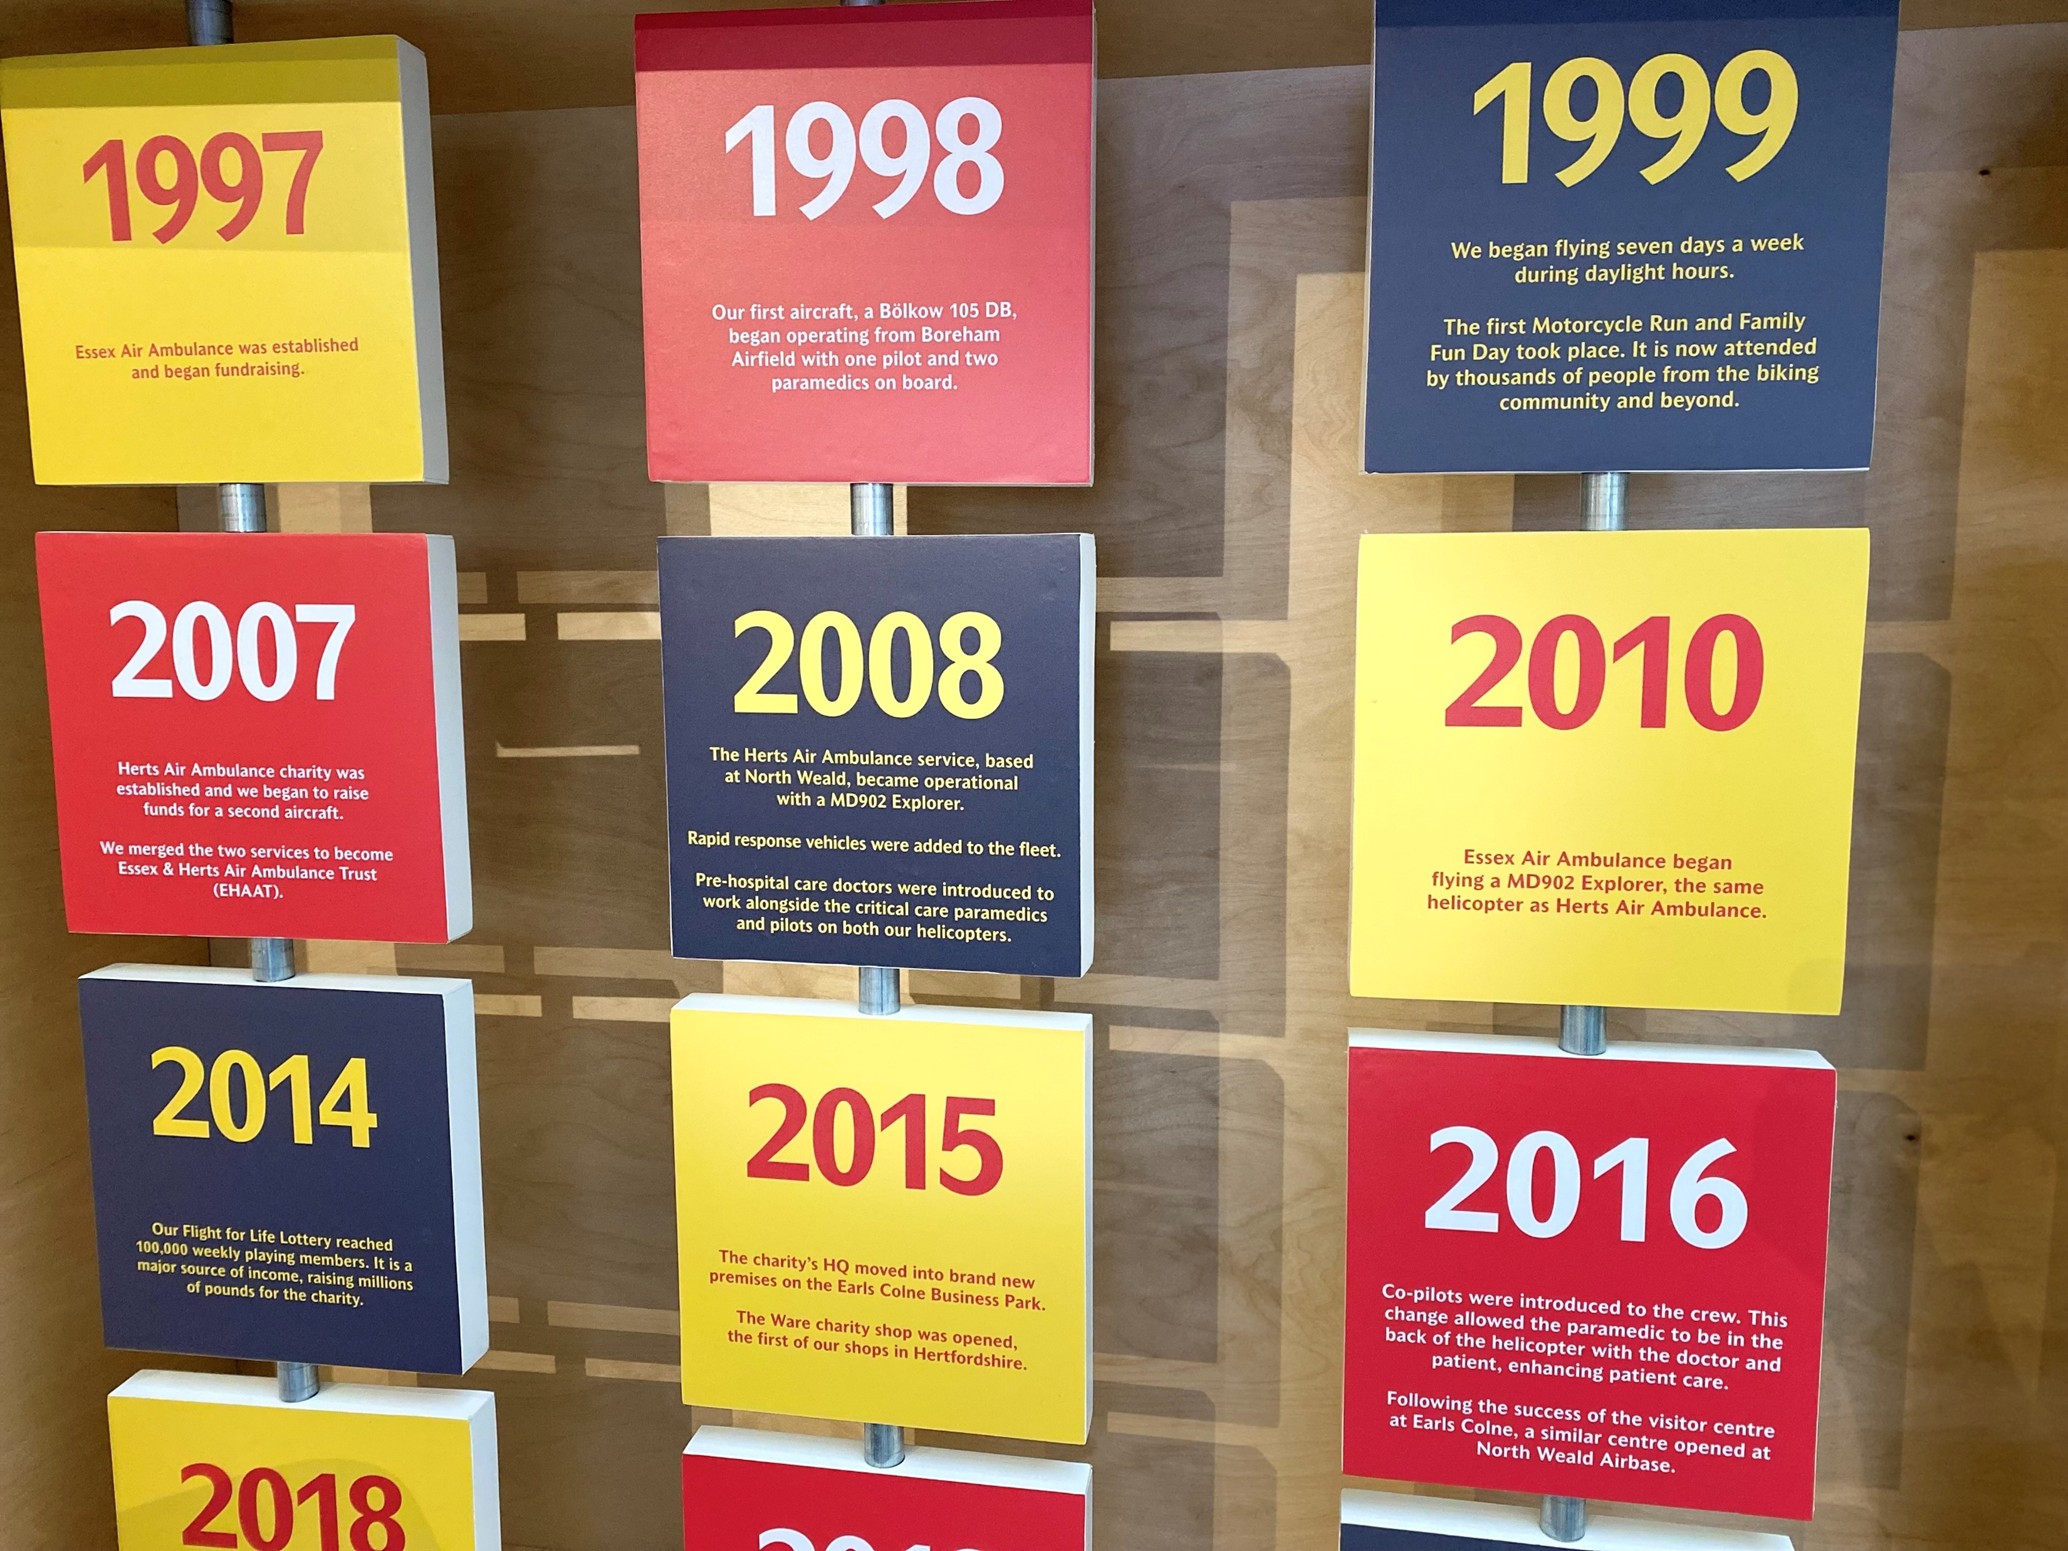 1997
Essex Air Ambulance was established
and began fundraising.
1998
Our first aircraft, a Bölkow 105 DB,
began operating from Boreham
Airfield with one pilot and two
paramedics on board.
1999
We began flying seven days a week
during daylight hours.
The first Motorcycle Run and Family
Fun Day took place. It is now attended
by thousands of people from the biking
community and beyond.
2007
Herts Air Ambulance charity was
established and we began to raise
funds for a second aircraft.
We merged the two services to become
Essex & Herts Air Ambulance Trust
(EHAAT).
2008
The Herts Air Ambulance service, based
at North Weald, became operational
with a MD902 Explorer.
Rapid response vehicles were added to the fleet.
Pre-hospital care doctors were introduced to
work alongside the critical care paramedics
and pilots on both our helicopters.
2010
Essex Air Ambulance began
flying a MD902 Explorer, the same
helicopter as Herts Air Ambulance.
2014
Our Flight for Life Lottery reached
100,000 weekly playing members. It is a
major source of income, raising millions
of pounds for the charity.
2015
The charity's HQ moved into brand new
premises on the Earls Colne Business Park.
The Ware charity shop was opened,
the first of our shops in Hertfordshire.
2016
Co-pilots were introduced to the crew. This
change allowed the paramedic to be in the
back of the helicopter with the doctor and
patient, enhancing patient care.
Following the success of the visitor centre
at Earls Colne, a similar centre opened at
North Weald Airbase.
2018